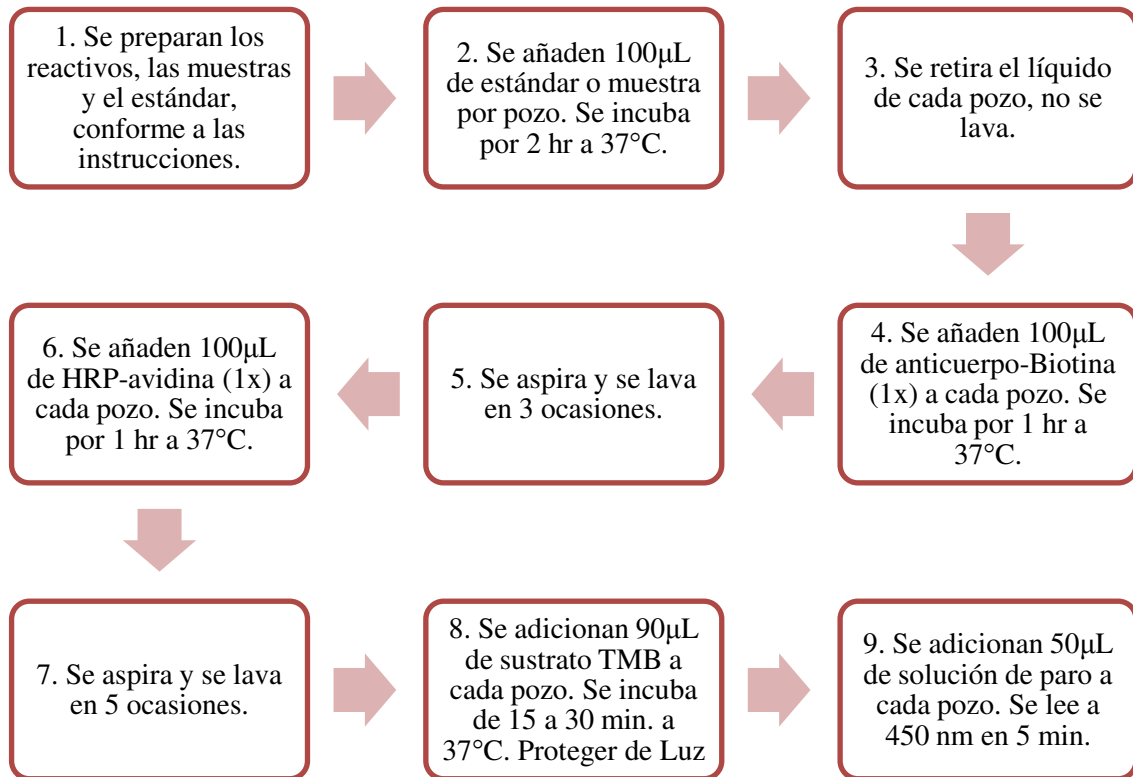 1. Se preparan los
reactivos, las muestras
y el estándar,
conforme a las
instrucciones.
2. Se añaden 100μL
de estándar o muestra
por pozo. Se incuba
por 2 hr a 37°C.
3. Se retira el líquido
de cada pozo, no se
lava.
4. Se añaden 100μL
de anticuerpo-Biotina
(1x) a cada pozo. Se
incuba por 1 hr a
37°C.
5. Se aspira y se lava
en 3 ocasiones.
6. Se añaden 100μL
de HRP-avidina (1x) a
cada pozo. Se incuba
por 1 hr a 37°C.
7. Se aspira y se lava
en 5 ocasiones.
8. Se adicionan 90μL
de sustrato TMB a
cada pozo. Se incuba
de 15 a 30 min. a
37°C. Proteger de Luz
9. Se adicionan 50μL
de solución de paro a
cada pozo. Se lee a
450 nm en 5 min.